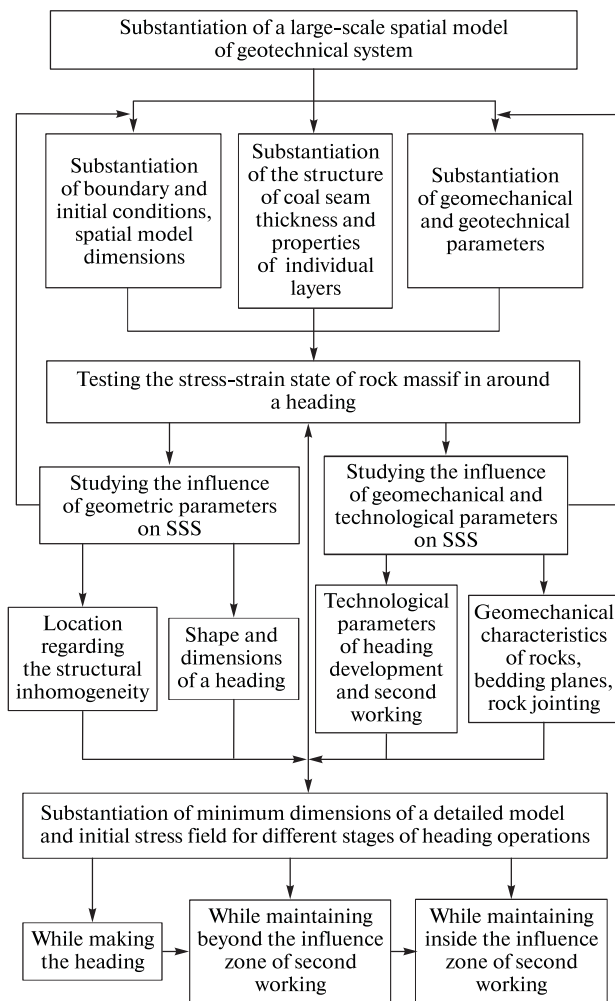 Substantiation of a large-scale spatial model
of geotechnical system
Substantiation
of boundary and
initial conditions,
spatial model
dimensions
Substantiation
of the structure
of coal seam
thickness and
properties
of individual
layers
Substantiation
of geomechanical
and geotechnical
parameters
Testing the stress-strain state of rock massif in around
a heading
Studying the influence
of geometric parameters
on SSS
Studying the influence
of geomechanical and
technological parameters
on SSS
Location
regarding
the structural
inhomogeneity
Shape and
dimensions
of a heading
Technological
parameters
of heading
development
and second
working
Geomechanical
characteristics
of rocks,
bedding planes,
rock jointing
Substantiation of minimum dimensions of a detailed model
and initial stress field for different stages of heading operations
While making
the heading
While maintaining
beyond the influence
zone of second
working
While maintaining
inside the influence
zone of second
working